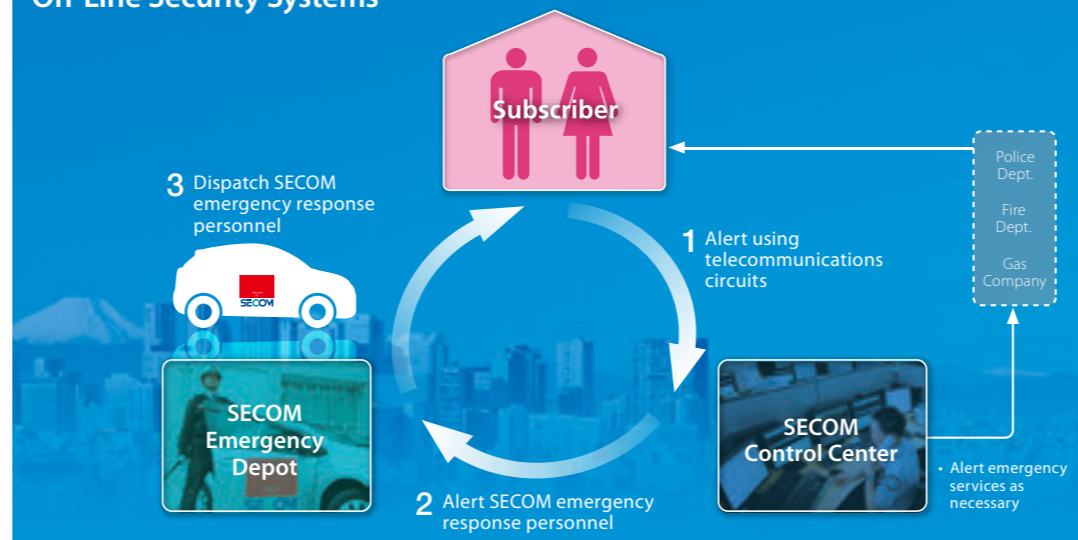 On-Line Security Systems
Subscriber
Police
Dept.
Fire
Dept.
Gas
Company
3 Dispatch SECOM
emergency response
personnel
1 Alert using
telecommunications
circuits
SECOM
SECOM
Emergency
Depot
SECOM
Control Center
• Alert emergency
services as
necessary
2 Alert SECOM emergency
response personnel